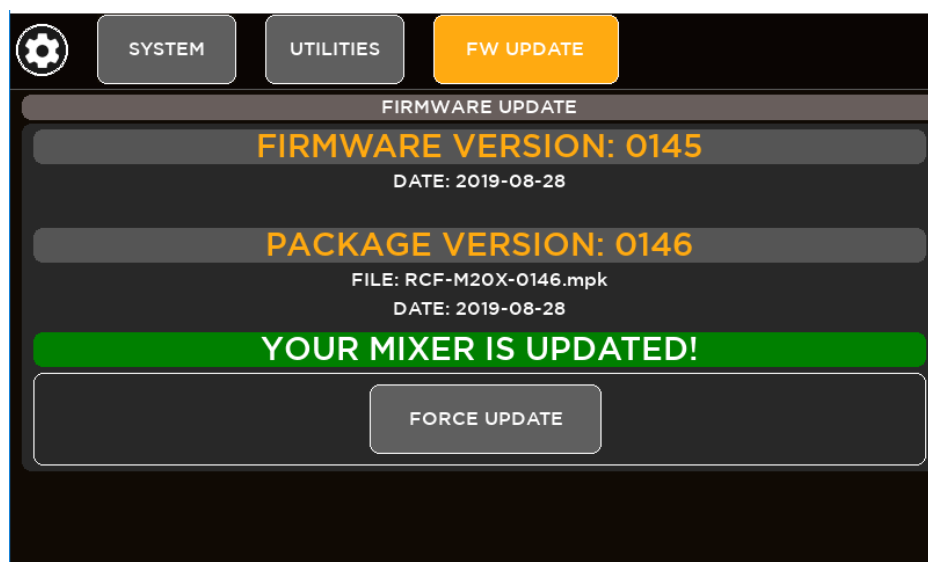 SYSTEM UTILITIES FW UPDATE
FIRMWARE UPDATE
FIRMWARE VERSION: 0145
DATE: 2019-08-28
PACKAGE VERSION: 0146
FILE: RCF-M20X-0146.mpk
DATE: 2019-08-28
YOUR MIXER IS UPDATED!
FORCE UPDATE